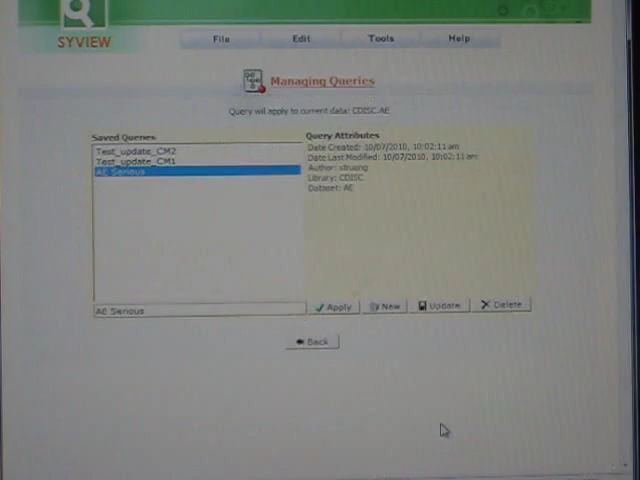 SYVIEW
File Edit Tools Help
Managing Queries
Query will apply to current data: CDISC.AE
Saved Queries
Test_update_CM2
Test_update_CM1
AE Serious
AE Serious
Query Attributes
Date Created: 10/07/2010, 10:02:11 am
Date Last Modified: 10/07/2010, 10:02:11 am
Author: struong
Library: CDISC
Dataset: AE
Apply New Update Delete
Back